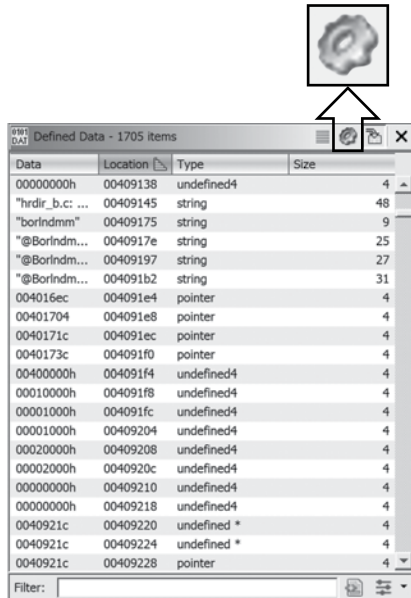 0101
DAT
Defined Data - 1705 items
Data Location Type Size
00000000h 00409138 undefined4 4
"hrdir_b.c: ... 00409145 string 48
"borlndmm" 00409175 string 9
"@Borlndm... 0040917e string 25
"@Borlndm... 00409197 string 27
"@Borlndm... 004091b2 string 31
004016ec 004091e4 pointer 4
00401704 004091e8 pointer 4
0040171c 004091ec pointer 4
0040173c 004091f0 pointer 4
00400000h 004091f4 undefined4 4
00010000h 004091f8 undefined4 4
00001000h 004091fc undefined4 4
00001000h 00409204 undefined4 4
00020000h 00409208 undefined4 4
00002000h 0040920c undefined4 4
00000000h 00409210 undefined4 4
00000000h 00409218 undefined4 4
0040921c 00409220 undefined * 4
0040921c 00409224 undefined * 4
0040921c 00409228 pointer 4
Filter: